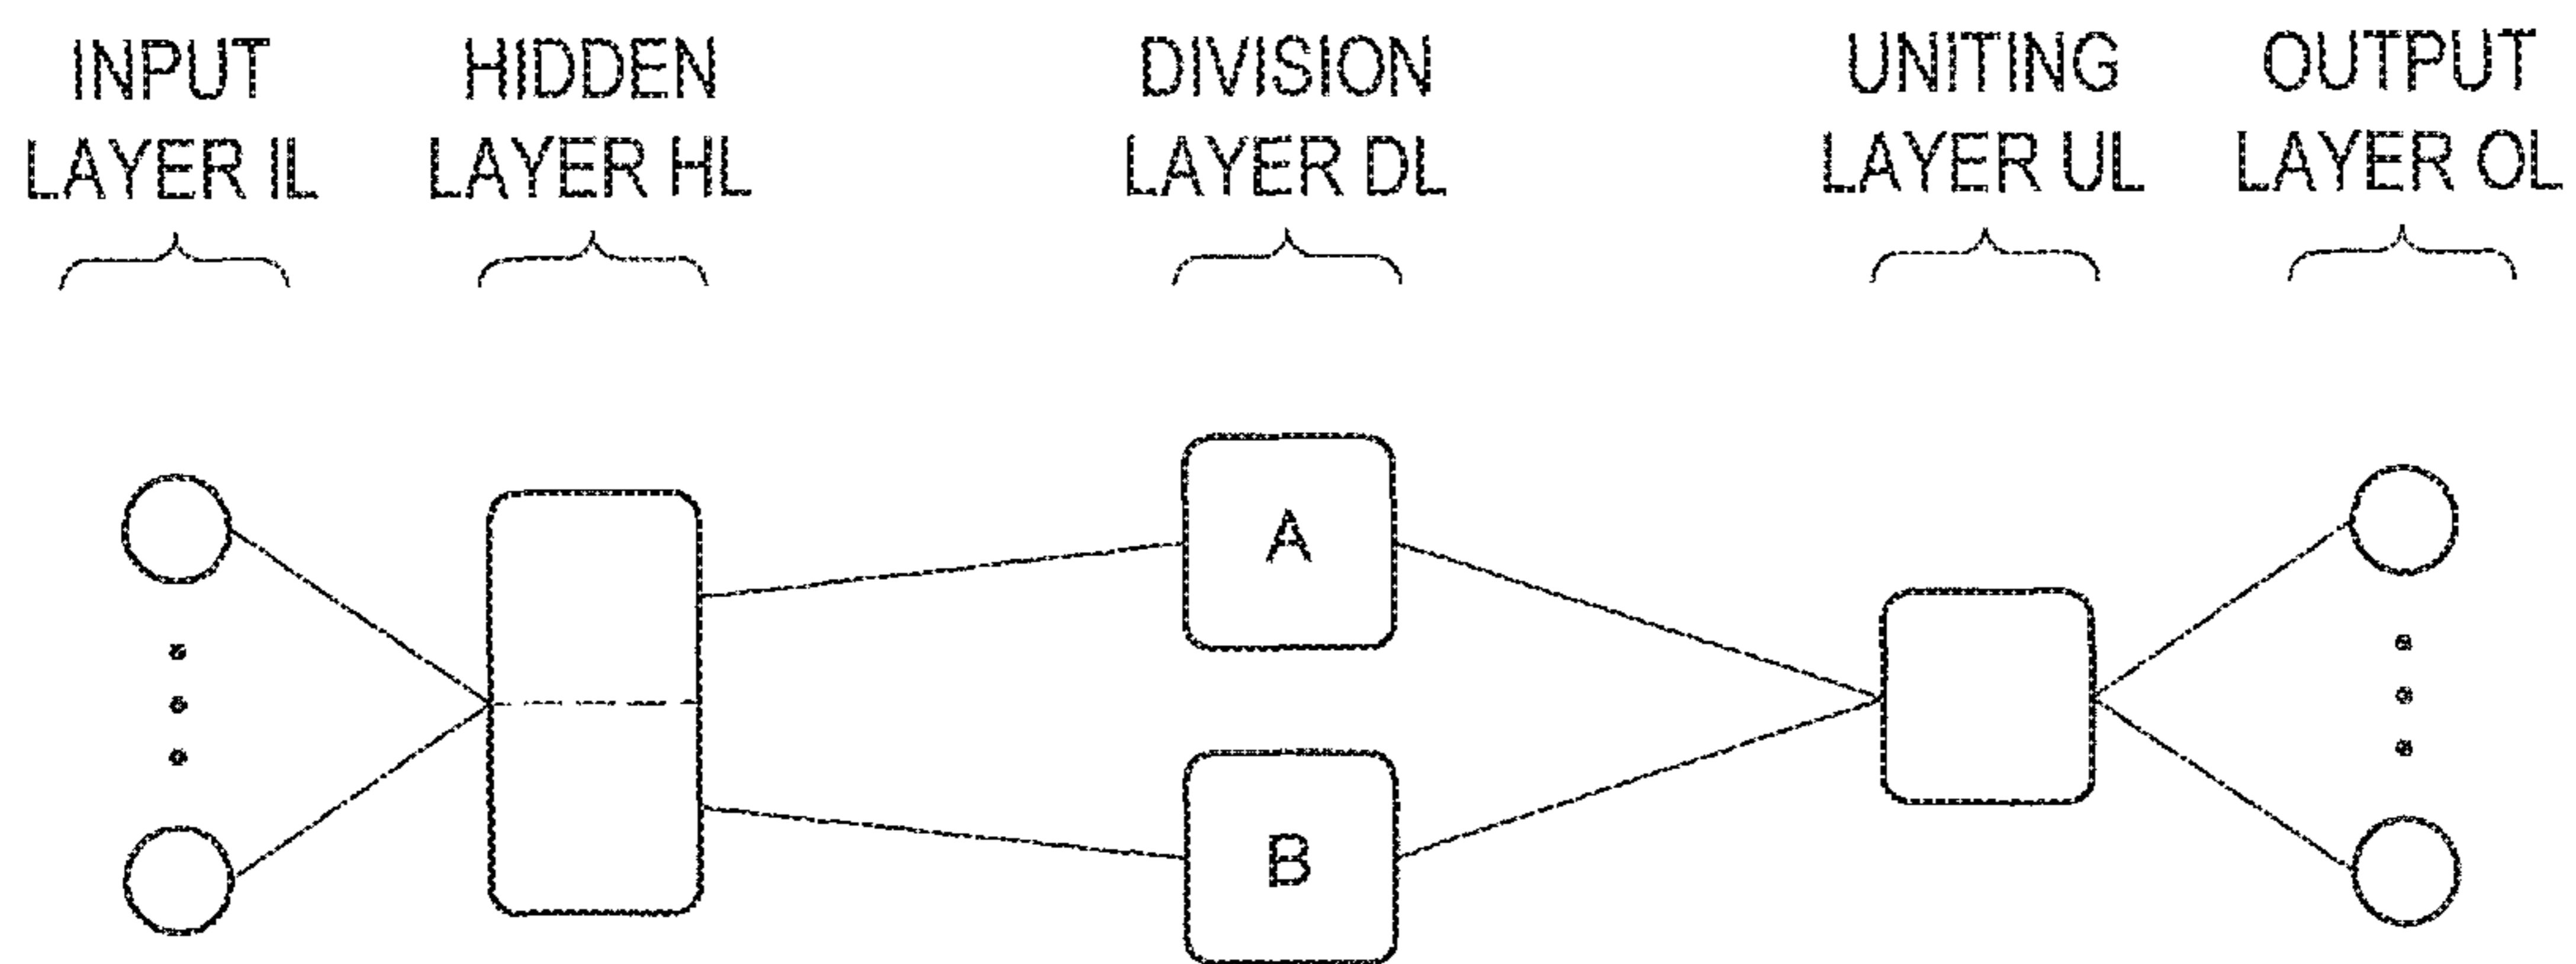 INPUT
LAYER IL
HIDDEN
LAYER HL
DIVISION
LAYER DL
UNITING
LAYER UL
OUTPUT
LAYER OL
A
B